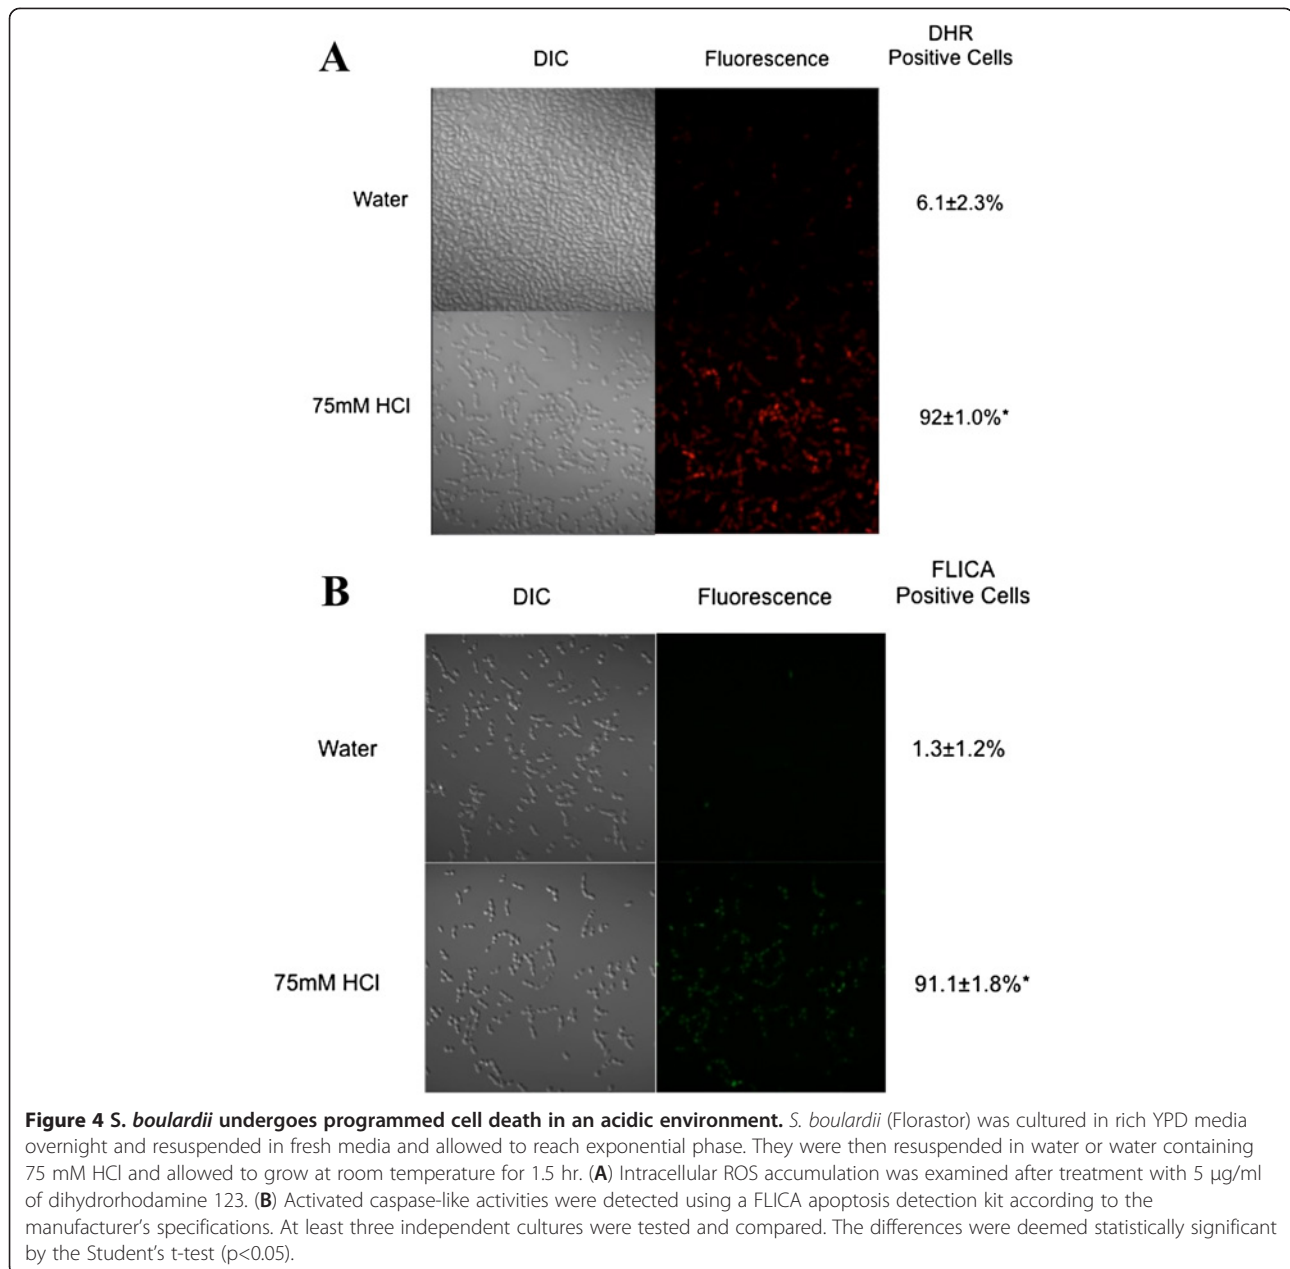 A
DIC
Fluorescence
DHR
Positive Cells
Water
6.1±2.3%
75mM HCl
92±1.0%*
B
DIC
Fluorescence
FLICA
Positive Cells
Water
1.3±1.2%
75mM HCl
91.1±1.8%*
Figure 4 S. boulardii undergoes programmed cell death in an acidic environment. S. boulardii (Florastor) was cultured in rich YPD media
overnight and resuspended in fresh media and allowed to reach exponential phase. They were then resuspended in water or water containing
75 mM HCl and allowed to grow at room temperature for 1.5 hr. (A) Intracellular ROS accumulation was examined after treatment with 5 μg/ml
of dihydrorhodamine 123. (B) Activated caspase-like activities were detected using a FLICA apoptosis detection kit according to the
manufacturer's specifications. At least three independent cultures were tested and compared. The differences were deemed statistically significant
by the Student's t-test (p<0.05).